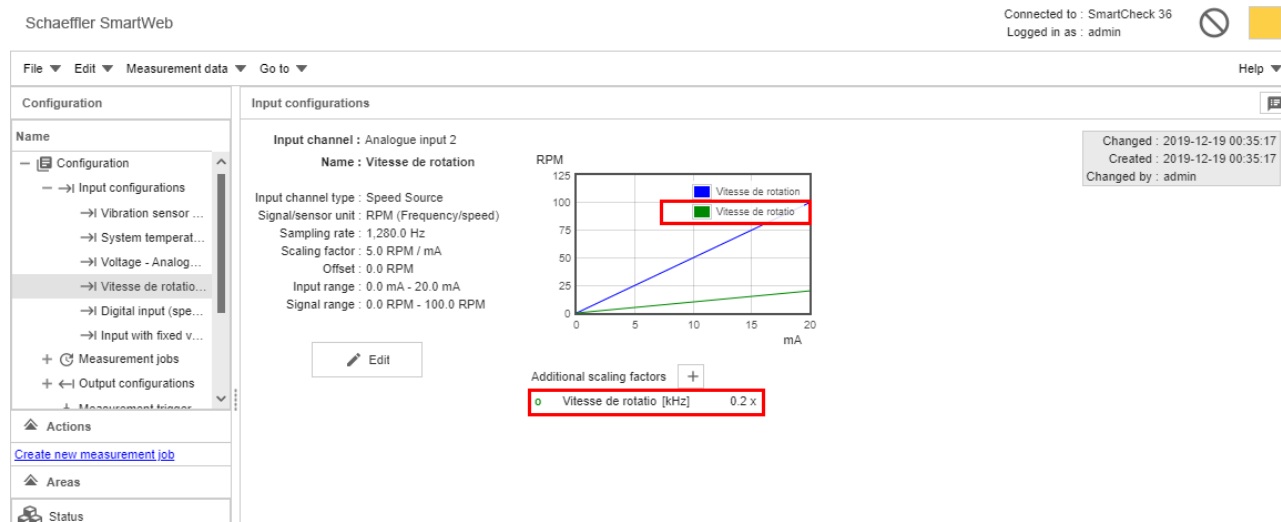 Schaeffler SmartWeb
Connected to : SmartCheck 36
Logged in as : admin
File Edit Measurement data Go to Help
Configuration
Input configurations
Name
Configuration
Input configurations
Vibration sensor ...
System temperat...
Voltage - Analog...
Vitesse de rotatio...
Digital input (spe...
Input with fixed v...
Measurement jobs
Output configurations
Measurement trigger
Actions
Create new measurement job
Areas
Status
Input channel : Analogue input 2
Name : Vitesse de rotation
Input channel type : Speed Source
Signal/sensor unit : RPM (Frequency/speed)
Sampling rate : 1,280.0 Hz
Scaling factor : 5.0 RPM / mA
Offset : 0.0 RPM
Input range : 0.0 mA - 20.0 mA
Signal range : 0.0 RPM - 100.0 RPM
Edit
RPM
125
100
75
50
25
0
0 5 10 15 20
mA
Vitesse de rotation
Vitesse de rotatio
Additional scaling factors +
o Vitesse de rotatio [kHz] 0.2 x
Changed : 2019-12-19 00:35:17
Created : 2019-12-19 00:35:17
Changed by : admin